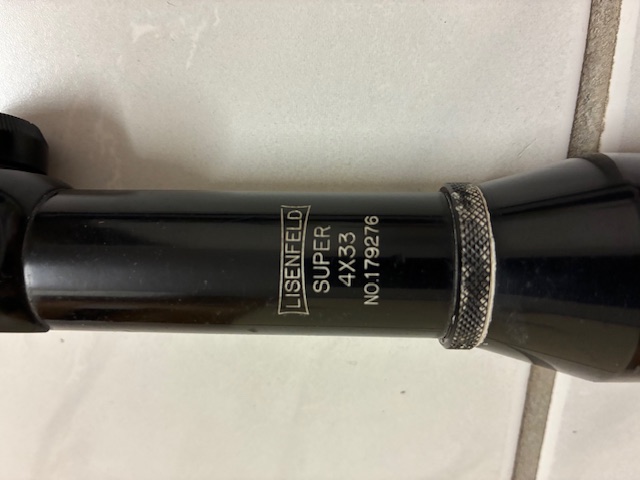 LISENFELD
SUPER
4X33
NO.179276